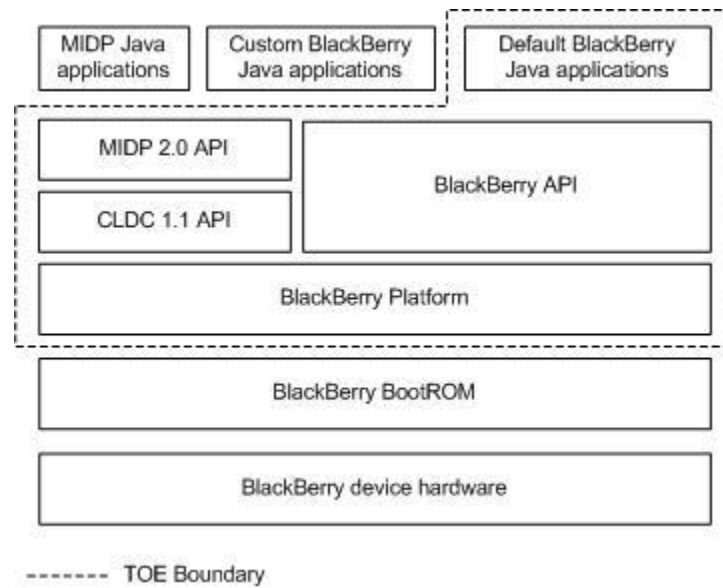 MIDP Java
applications
Custom BlackBerry
Java applications
Default BlackBerry
Java applications
MIDP 2.0 API
BlackBerry API
CLDC 1.1 API
BlackBerry Platform
BlackBerry BootROM
BlackBerry device hardware
TOE Boundary